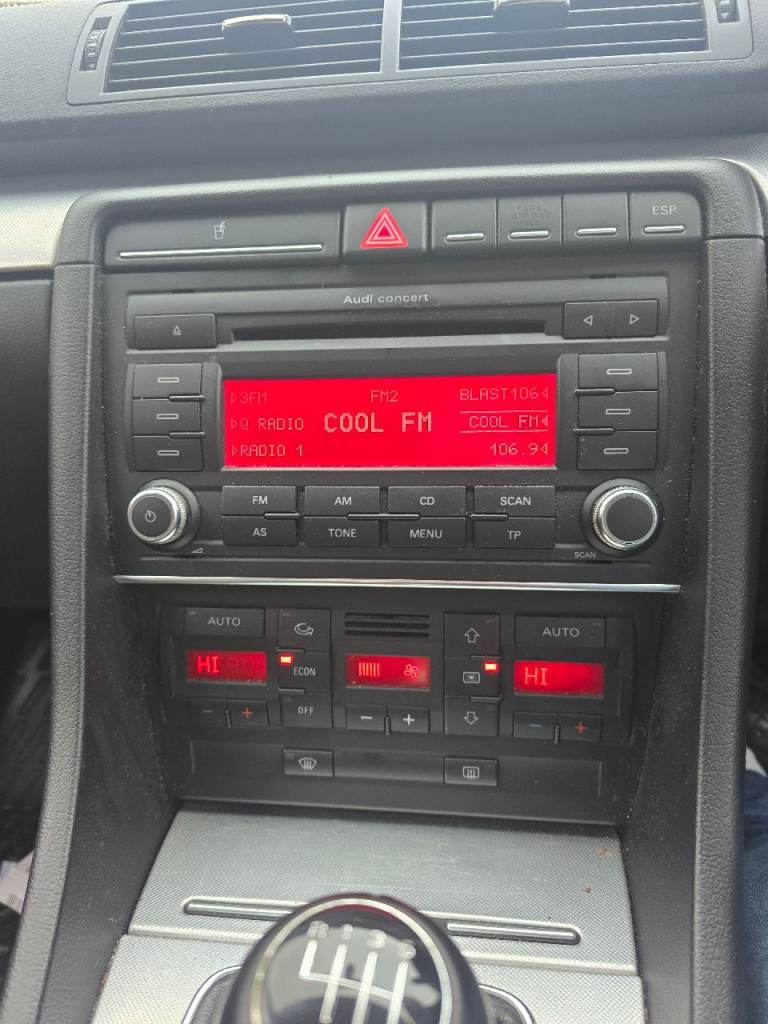 ESP
Audi concert
3FM FM2 BLAST106
Q RADIO COOL FM COOL FM
RADIO 1 106.9
FM AM CD SCAN
AS TONE MENU TP
SCAN
AUTO AUTO
HI ECON HI
OFF